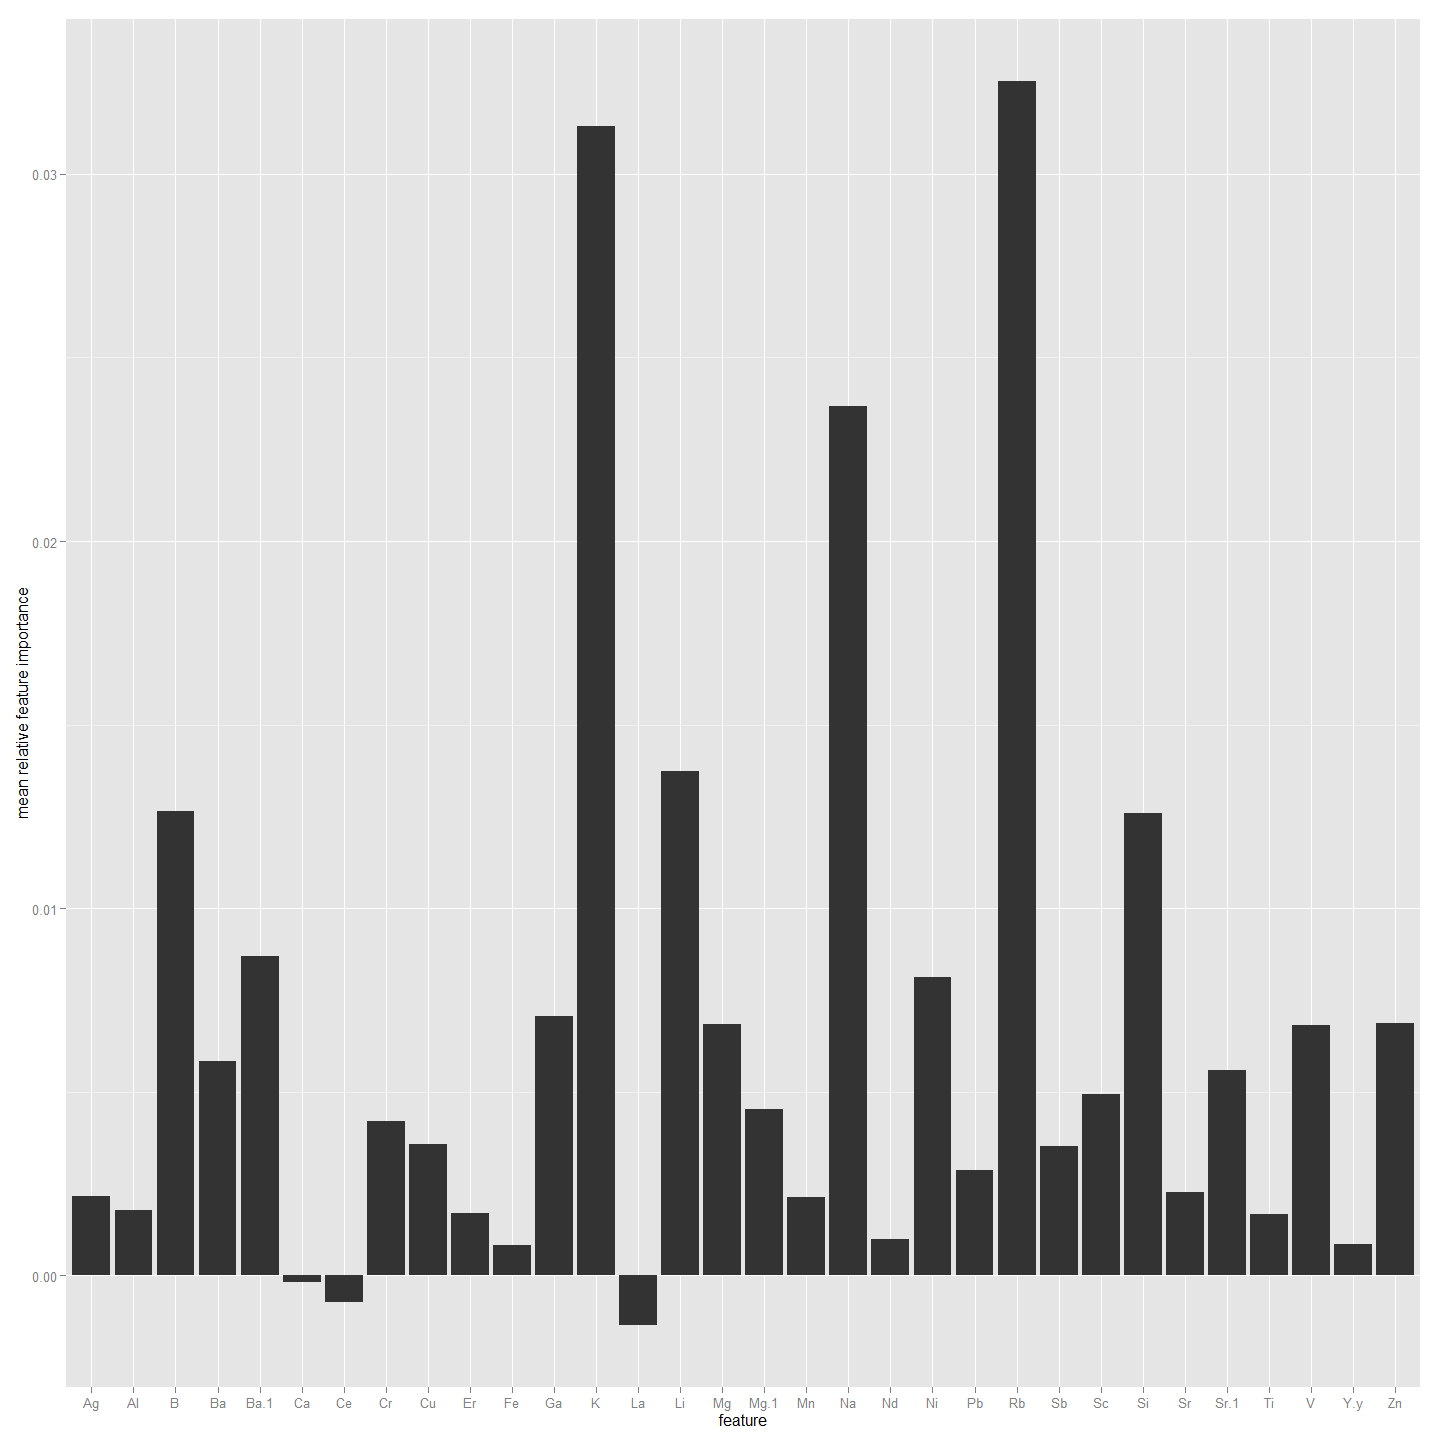 mean relative feature importance
0.03
0.02
0.01
0.00
Ag Al B Ba Ba.1 Ca Ce Cr Cu Er Fe Ga K La Li Mg Mg.1 Mn Na Nd Ni Pb Rb Sb Sc Si Sr Sr.1 Ti V Y.y Zn
feature